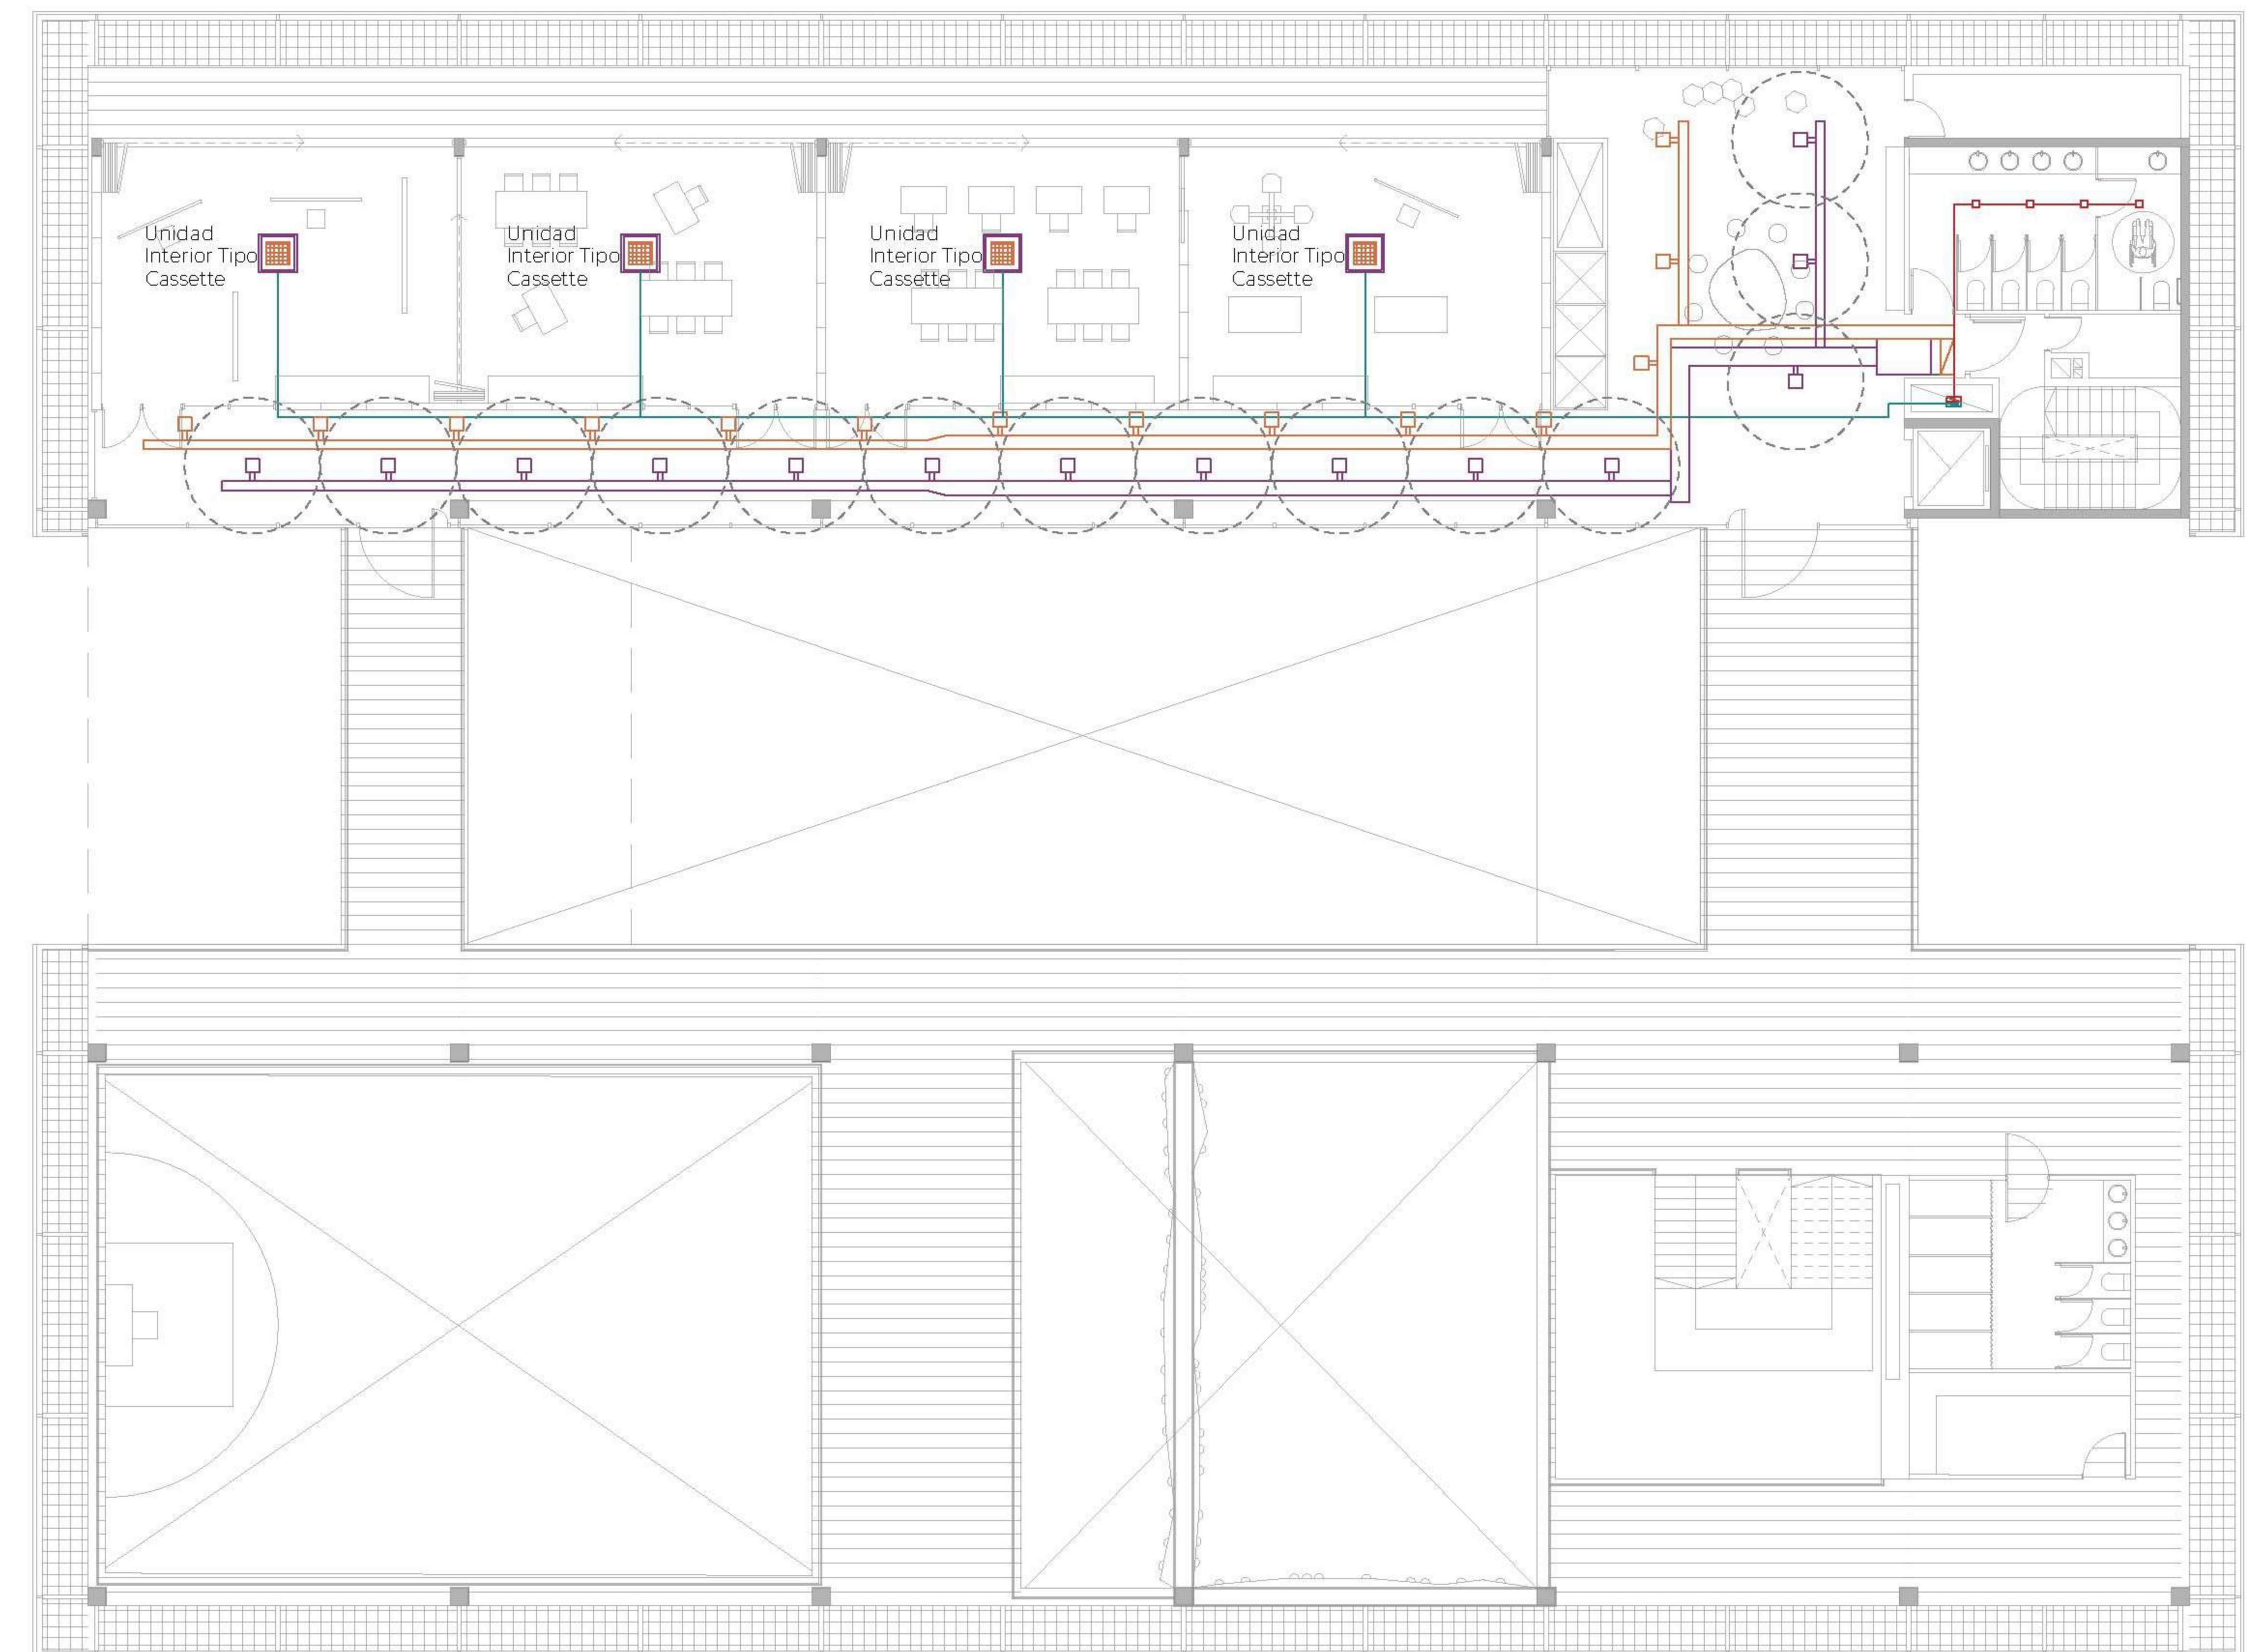 Unidad
Interior Tipo
Cassette
Unidad
Interior Tipo
Cassette
Unidad
Interior Tipo
Cassette
Unidad
Interior Tipo
Cassette